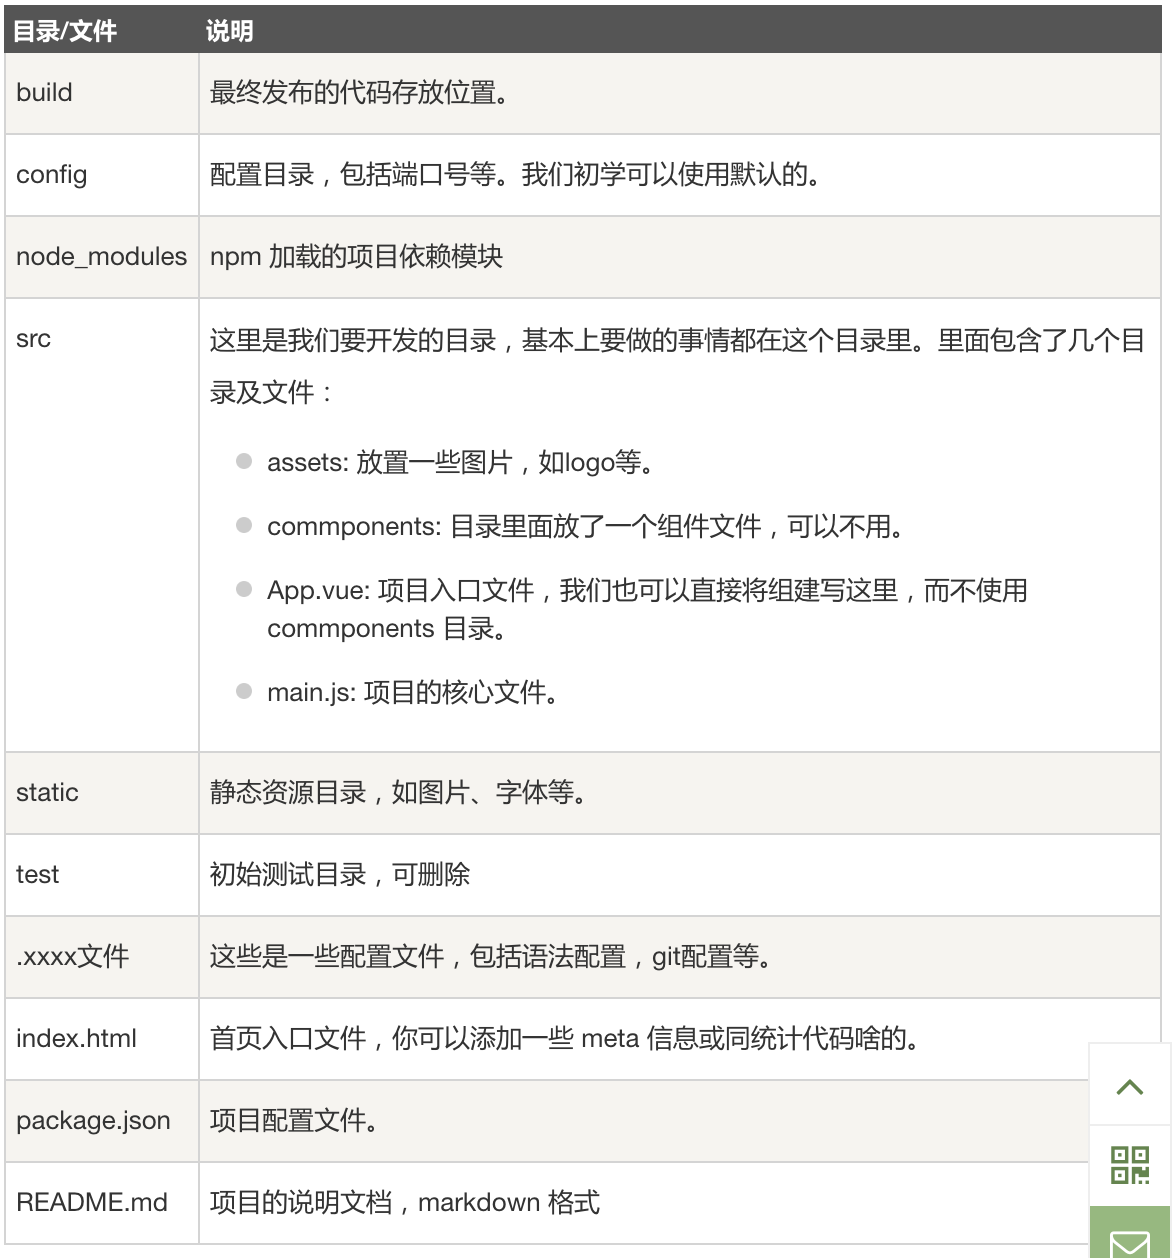 目录/文件 说明
build 最终发布的代码存放位置。
config 配置目录，包括端口号等。我们初学可以使用默认的。
node_modules npm 加载的项目依赖模块
src 这里是我们要开发的目录，基本上要做的事情都在这个目录里。里面包含了几个目
录及文件：
assets: 放置一些图片，如logo等。
commponents: 目录里面放了一个组件文件，可以不用。
App.vue: 项目入口文件，我们也可以直接将组建写这里，而不使用
commponents 目录。
main.js: 项目的核心文件。
static 静态资源目录，如图片、字体等。
test 初始测试目录，可删除
.xxxx文件 这些是一些配置文件，包括语法配置，git配置等。
index.html 首页入口文件，你可以添加一些 meta 信息或同统计代码啥的。
package.json 项目配置文件。
README.md 项目的说明文档，markdown 格式